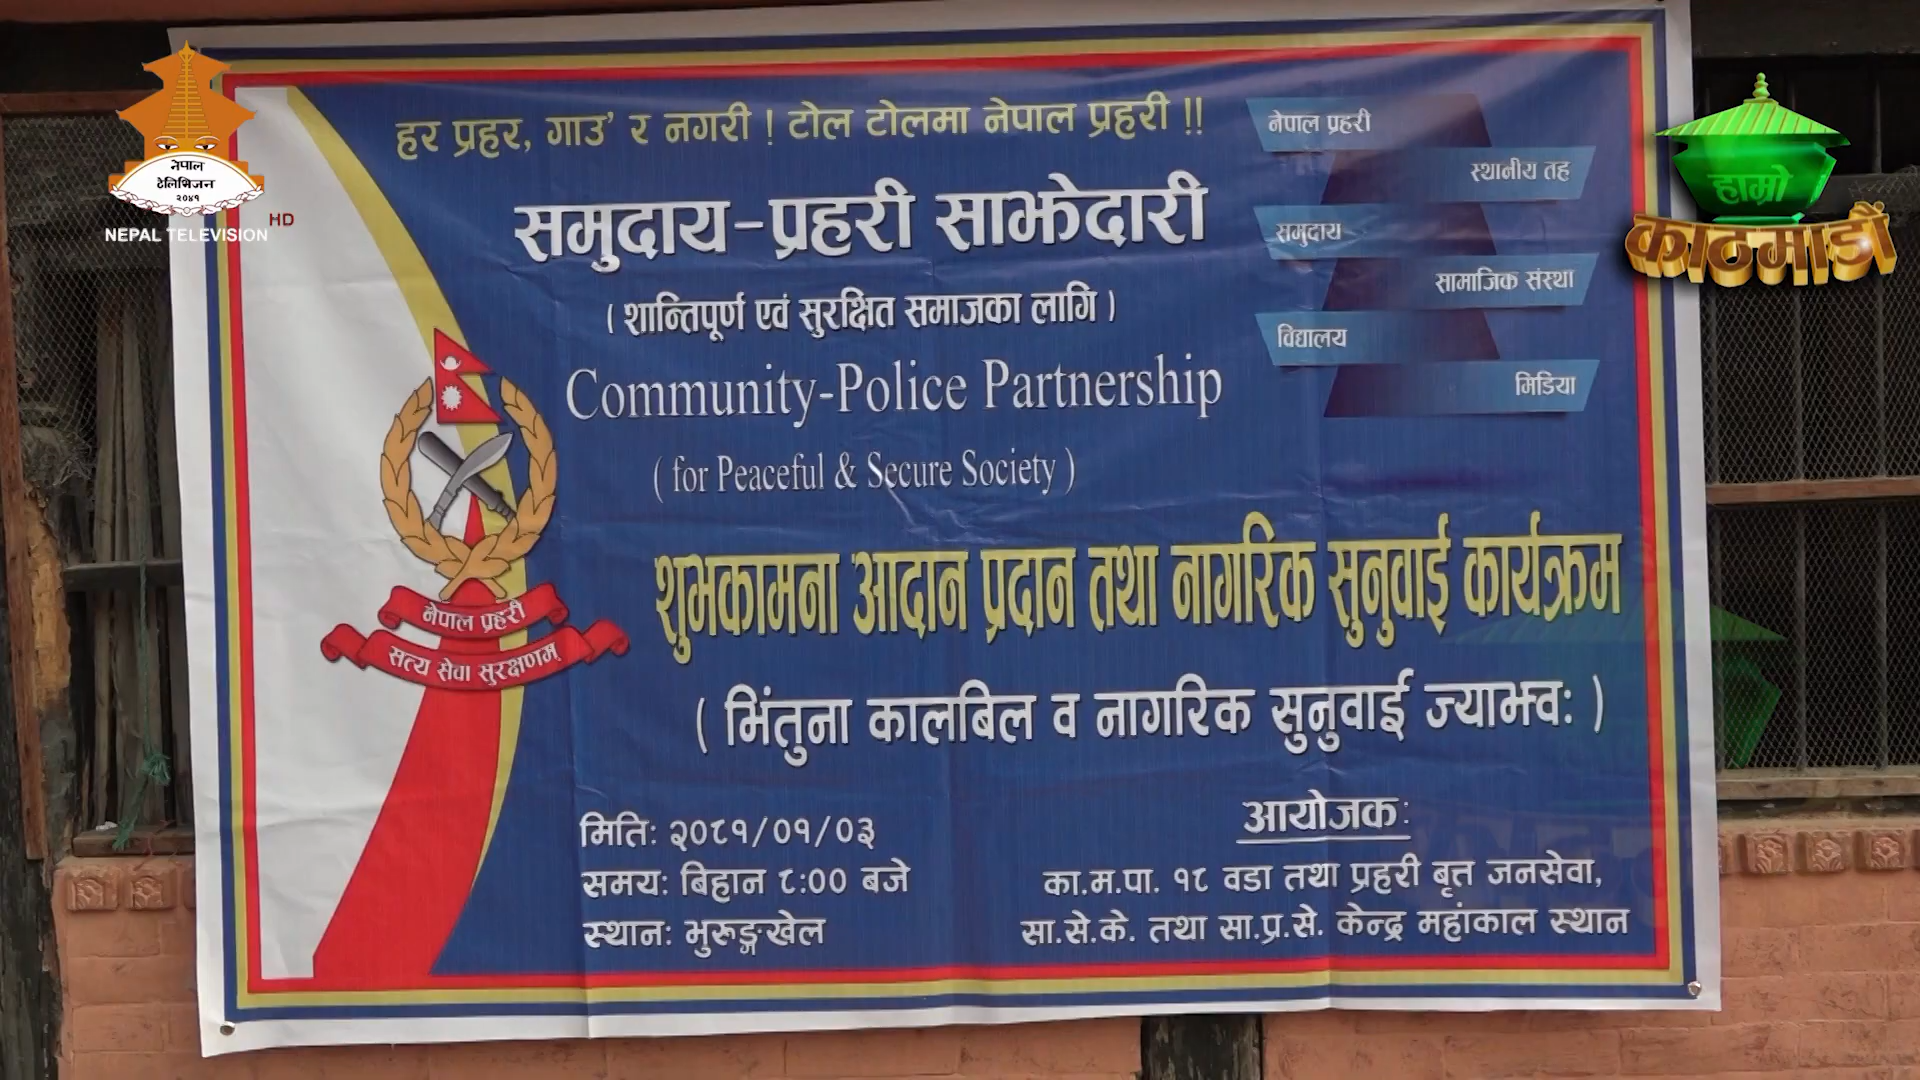 नेपाल
टेलिभिजन
२०४१
HD
NEPAL TELEVISION
हाम्रो
काठमाडौं
हर प्रहर, गाउ' र नगरी ! टोल टोलमा नेपाल प्रहरी !!
समुदाय-प्रहरी साझेदारी
( शान्तिपूर्ण एवं सुरक्षित समाजका लागि )
Community-Police Partnership
( for Peaceful & Secure Society )
नेपाल प्रहरी
स्थानीय तह
समुदाय
सामाजिक संस्था
विद्यालय
मिडिया
नेपाल प्रहरी
सत्य सेवा सुरक्षणम्
शुभकामना आदान प्रदान तथा नागरिक सुनुवाई कार्यक्रम
( भिंतुना कालबिल व नागरिक सुनुवाई ज्याझ्वः )
मितिः २०८१/०१/०३
समयः बिहान ८:०० बजे
स्थानः भुरूङ्खेल
आयोजकः
का.म.पा. १८ वडा तथा प्रहरी बृत्त जनसेवा,
सा.से.के. तथा सा.प्र.से. केन्द्र महांकाल स्थान